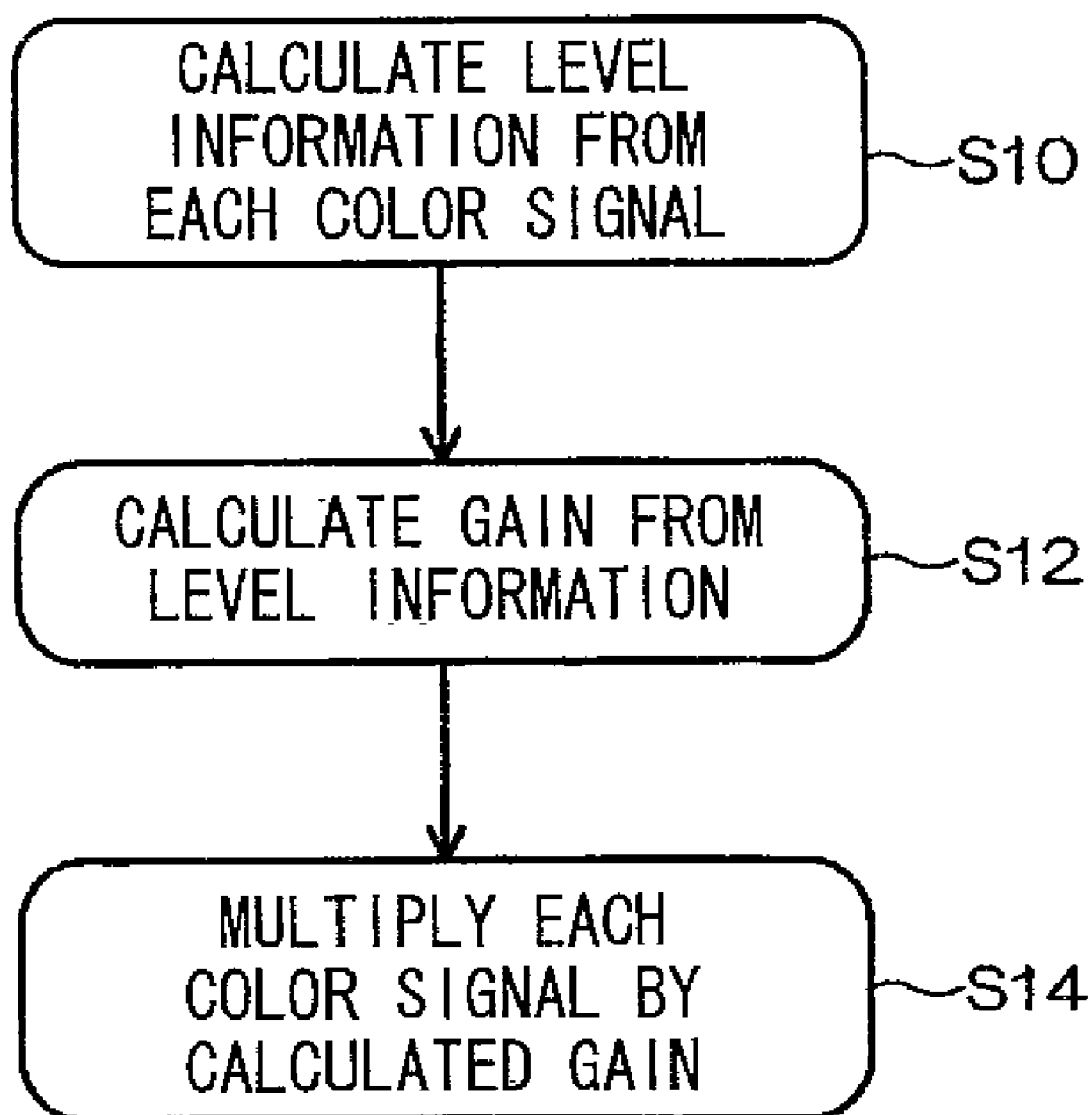 CALCULATE LEVEL
INFORMATION FROM
EACH COLOR SIGNAL
S10
CALCULATE GAIN FROM
LEVEL INFORMATION
S12
MULTIPLY EACH
COLOR SIGNAL BY
CALCULATED GAIN
S14